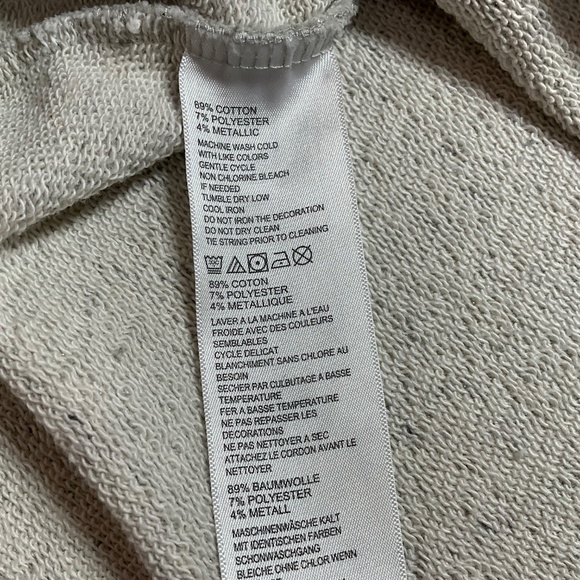 89% COTTON
7% POLYESTER
4% METALLIC
MACHINE WASH COLD
WITH LIKE COLORS
GENTLE CYCLE
NON CHLORINE BLEACH
IF NEEDED
TUMBLE DRY LOW
COOL IRON
DO NOT IRON THE DECORATION
DO NOT DRY CLEAN
TIE STRING PRIOR TO CLEANING
89% COTON
7% POLYESTER
4% METALLIQUE
LAVER A LA MACHINE A L'EAU
FROIDE AVEC DES COULEURS
SEMBLABLES
CYCLE DELICAT
BLANCHIMENT SANS CHLORE AU
BESOIN
SECHER PAR CULBUTAGE A BASSE
TEMPERATURE
FER A BASSE TEMPERATURE
NE PAS REPASSER LES
DECORATIONS
NE PAS NETTOYER A SEC
ATTACHEZ LE CORDON AVANT LE
NETTOYER
89% BAUMWOLLE
7% POLYESTER
4% METALL
MASCHINENWÄSCHE KALT
MIT IDENTISCHEN FARBEN
SCHONWASCHGANG
BLEICHE OHNE CHLOR WENN